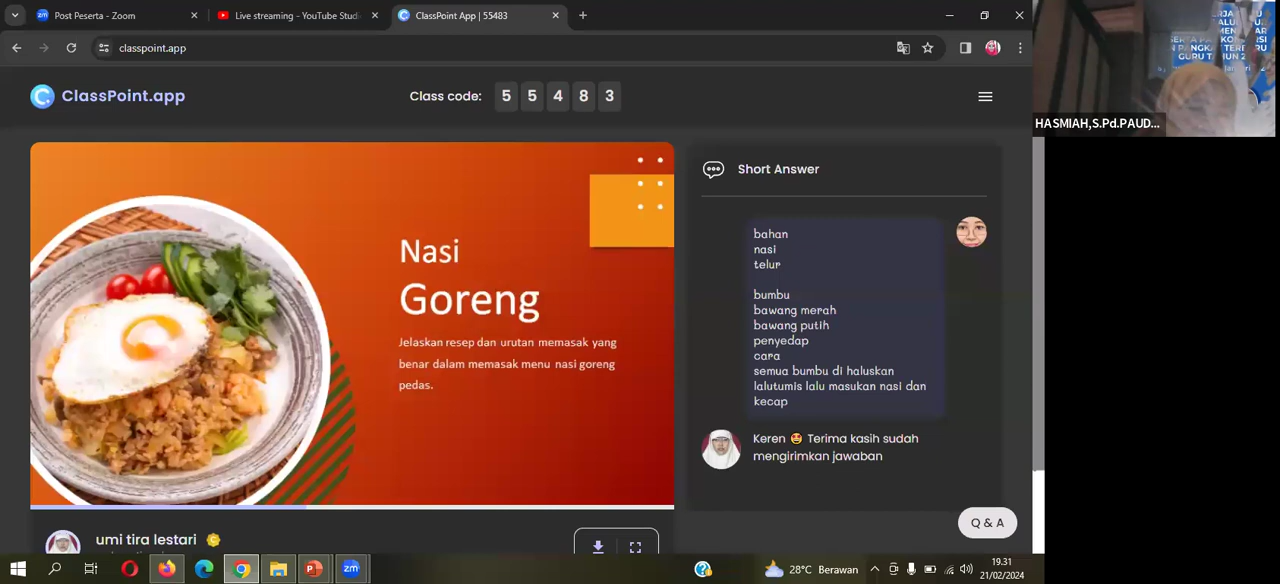 Post Peserta - Zoom
Live streaming - YouTube Studi
ClassPoint App | 55483
classpoint.app
ClassPoint.app
Class code: 5 5 4 8 3
Nasi
Goreng
Jelaskan resep dan urutan memasak yang
benar dalam memasak menu nasi goreng
pedas.
umi tira lestari
Short Answer
bahan
nasi
telur
bumbu
bawang merah
bawang putih
penyedap
cara
semua bumbu di haluskan
lalutumis lalu masukan nasi dan
kecap
Keren 🤩 Terima kasih sudah
mengirimkan jawaban
Q & A
HASMIAH,S.Pd.PAUD...
28°C Berawan
19.31
21/02/2024